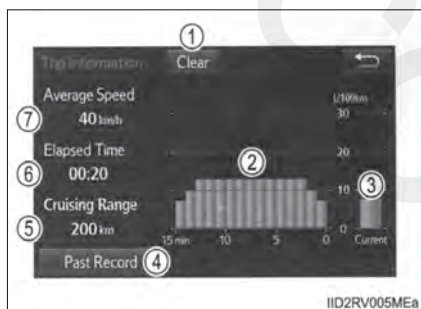 1
Trip Information Clear
Average Speed
7 40 km/h
L/100km
30
Elapsed Time
6 00:20
20
2
Cruising Range
5 200 km
10
3
15 min 10 5 0
0
Current
Past Record 4
IID2RV005MEa